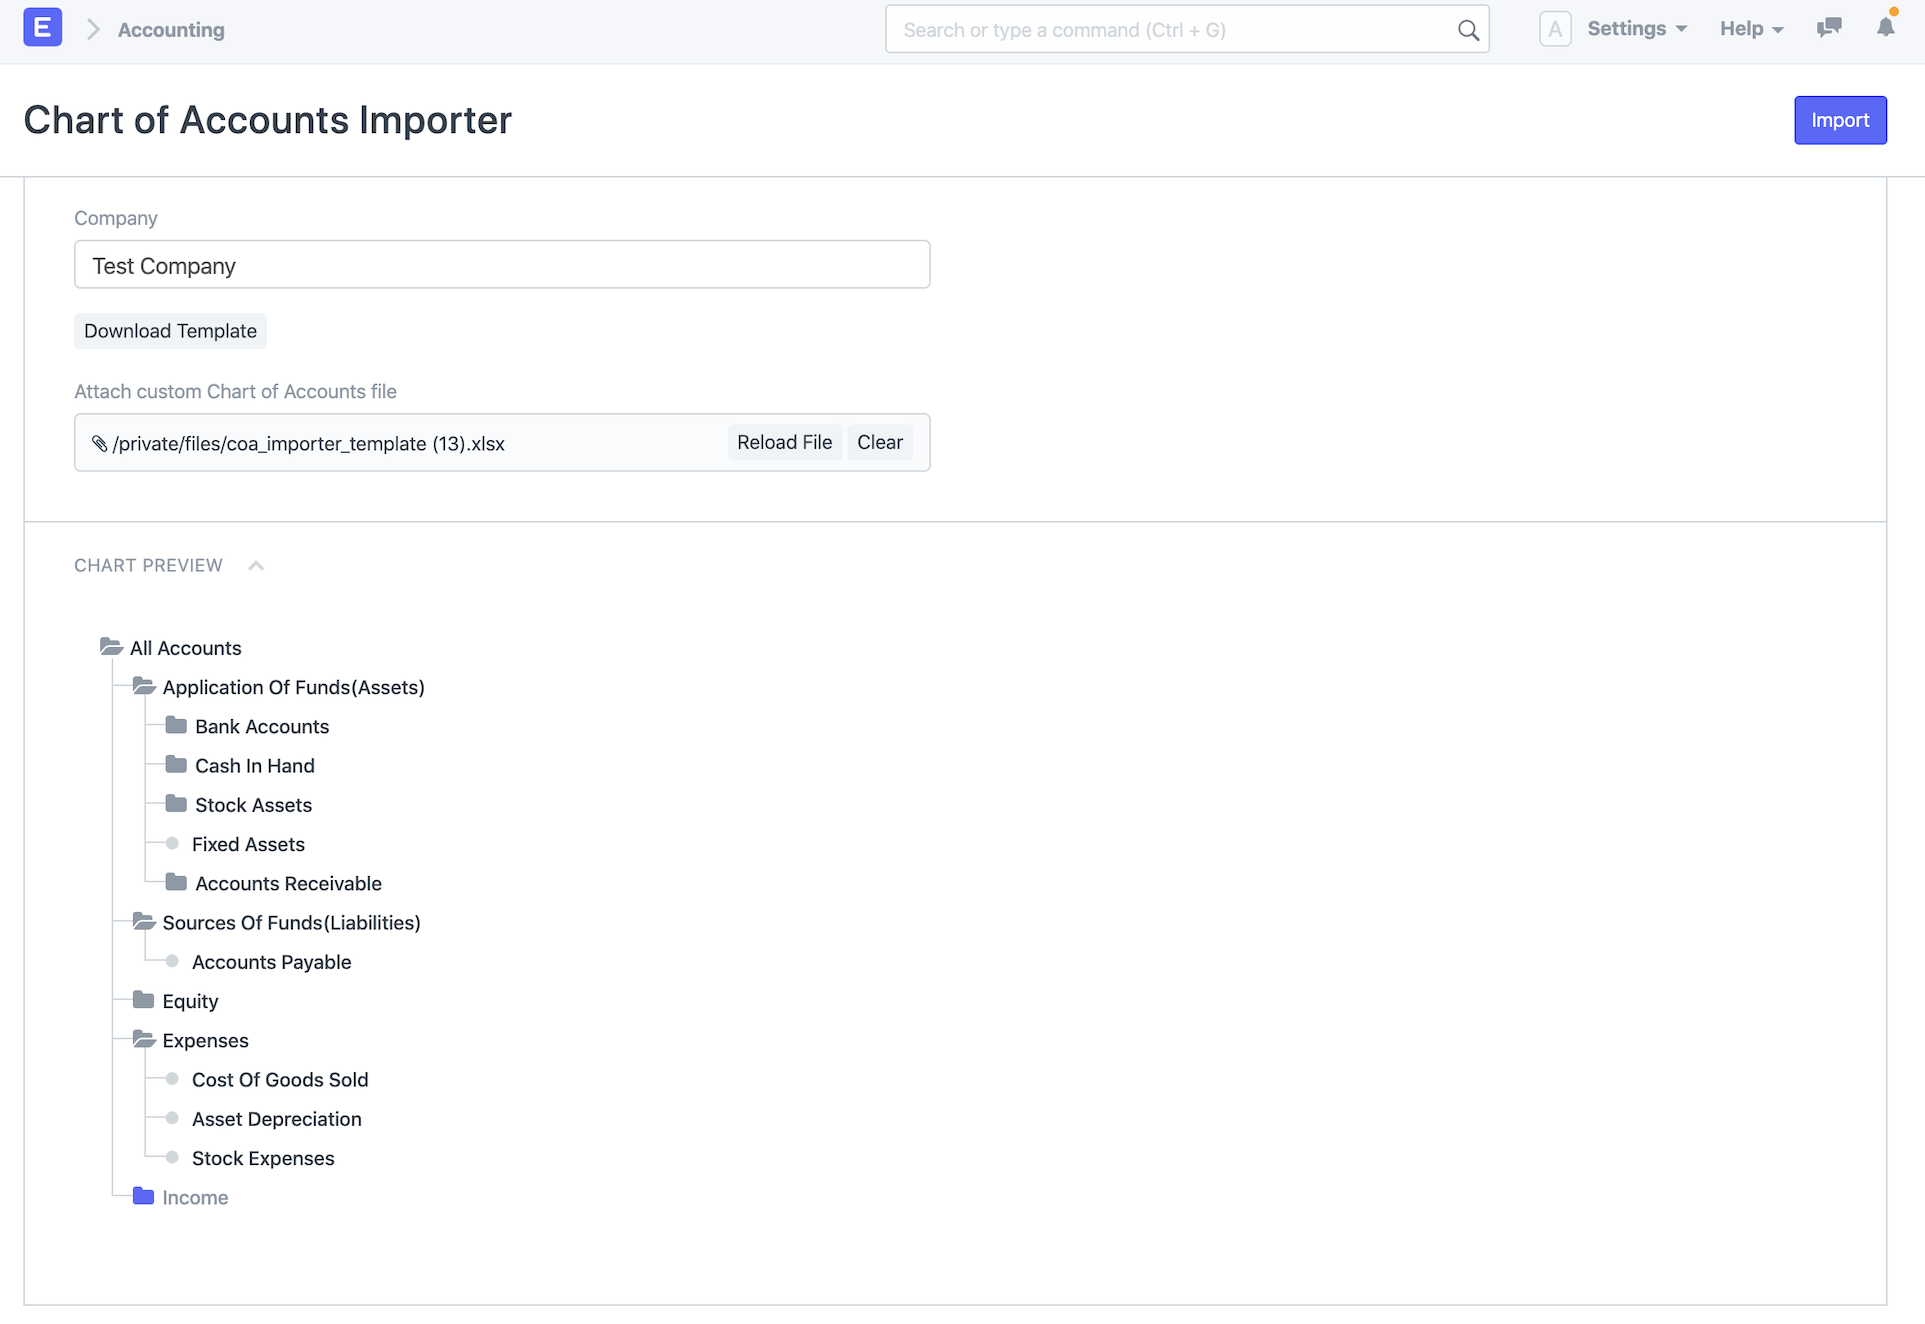 E
Accounting
Search or type a command (Ctrl + G)
A
Settings
Help
Chart of Accounts Importer
Import
Company
Test Company
Download Template
Attach custom Chart of Accounts file
/private/files/coa_importer_template (13).xlsx
Reload File
Clear
CHART PREVIEW
All Accounts
Application Of Funds(Assets)
Bank Accounts
Cash In Hand
Stock Assets
Fixed Assets
Accounts Receivable
Sources Of Funds(Liabilities)
Accounts Payable
Equity
Expenses
Cost Of Goods Sold
Asset Depreciation
Stock Expenses
Income